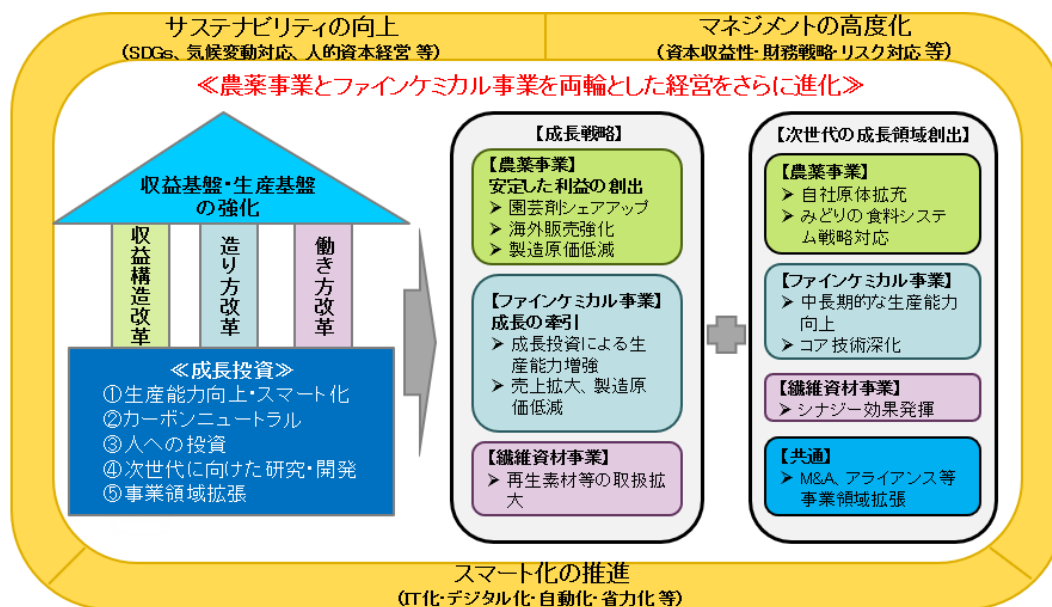 サステナビリティの向上
(SDGs、気候変動対応、人的資本経営 等)
マネジメントの高度化
(資本収益性・財務戦略・リスク対応 等)
≪農薬事業とファインケミカル事業を両輪とした経営をさらに進化≫
収益基盤・生産基盤
の強化
収益構造改革
造り方改革
働き方改革
≪成長投資≫
①生産能力向上・スマート化
②カーボンニュートラル
③人への投資
④次世代に向けた研究・開発
⑤事業領域拡張
【成長戦略】
【農薬事業】
安定した利益の創出
➢ 園芸剤シェアアップ
➢ 海外販売強化
➢ 製造原価低減
【ファインケミカル事業】
成長の牽引
➢ 成長投資による生
産能力増強
➢ 売上拡大、製造原
価低減
【繊維資材事業】
➢ 再生素材等の取扱拡
大
【次世代の成長領域創出】
【農薬事業】
➢ 自社原体拡充
➢ みどりの食料システ
ム戦略対応
【ファインケミカル事業】
➢ 中長期的な生産能力
向上
➢ コア技術深化
【繊維資材事業】
➢ シナジー効果発揮
【共通】
➢ M&A、アライアンス等
事業領域拡張
スマート化の推進
(IT化・デジタル化・自動化・省力化 等)